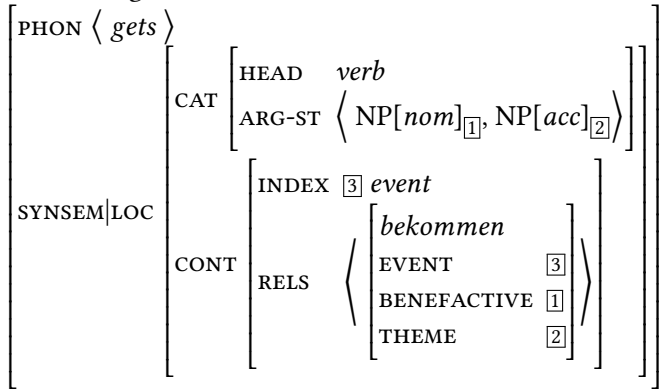 PHON ⟨ gets ⟩
HEAD verb
CAT
ARG-ST ⟨ NP[nom]1, NP[acc]2 ⟩
INDEX 3 event
SYNSEM|LOC
bekommen
CONT
EVENT 3
RELS
BENEFACTIVE 1
THEME 2